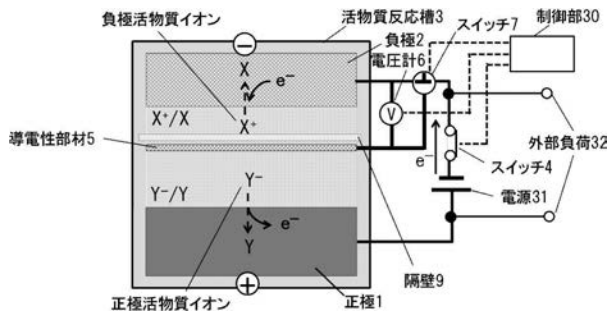 負極活物質イオン
活物質反応槽3
負極2
スイッチ7
電圧計6
制御部30
X
e⁻
X⁺/X
X⁺
V
導電性部材5
e⁻
外部負荷32
スイッチ4
Y⁻/Y
Y⁻
電源31
e⁻
Y
隔壁9
正極活物質イオン
正極1